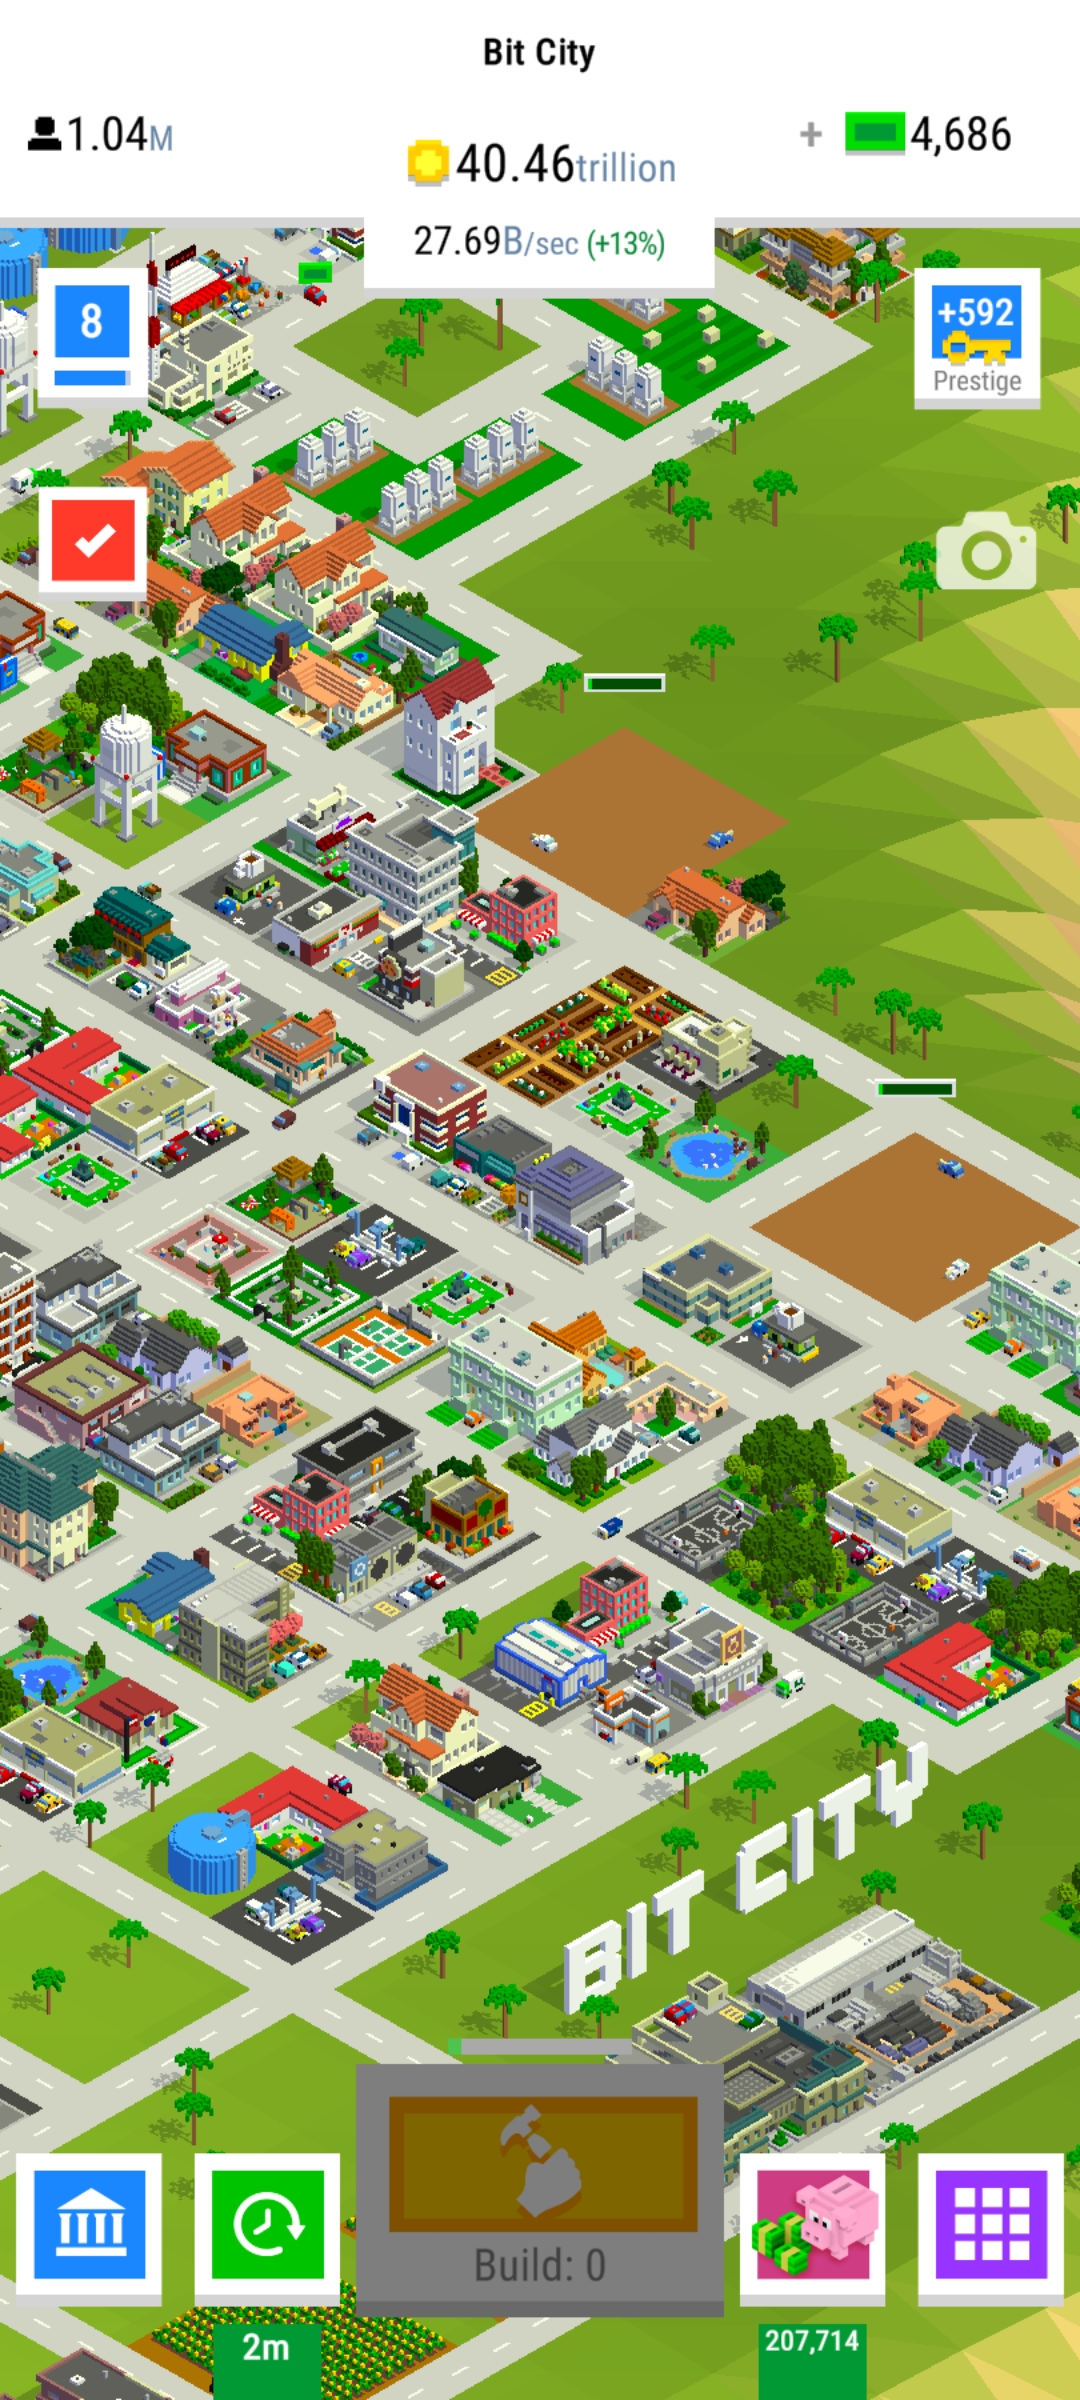 Bit City
1.04M
40.46trillion
+ 4,686
27.69B/sec (+13%)
8
+592
Prestige
BIT CITY
Build: 0
2m
207,714